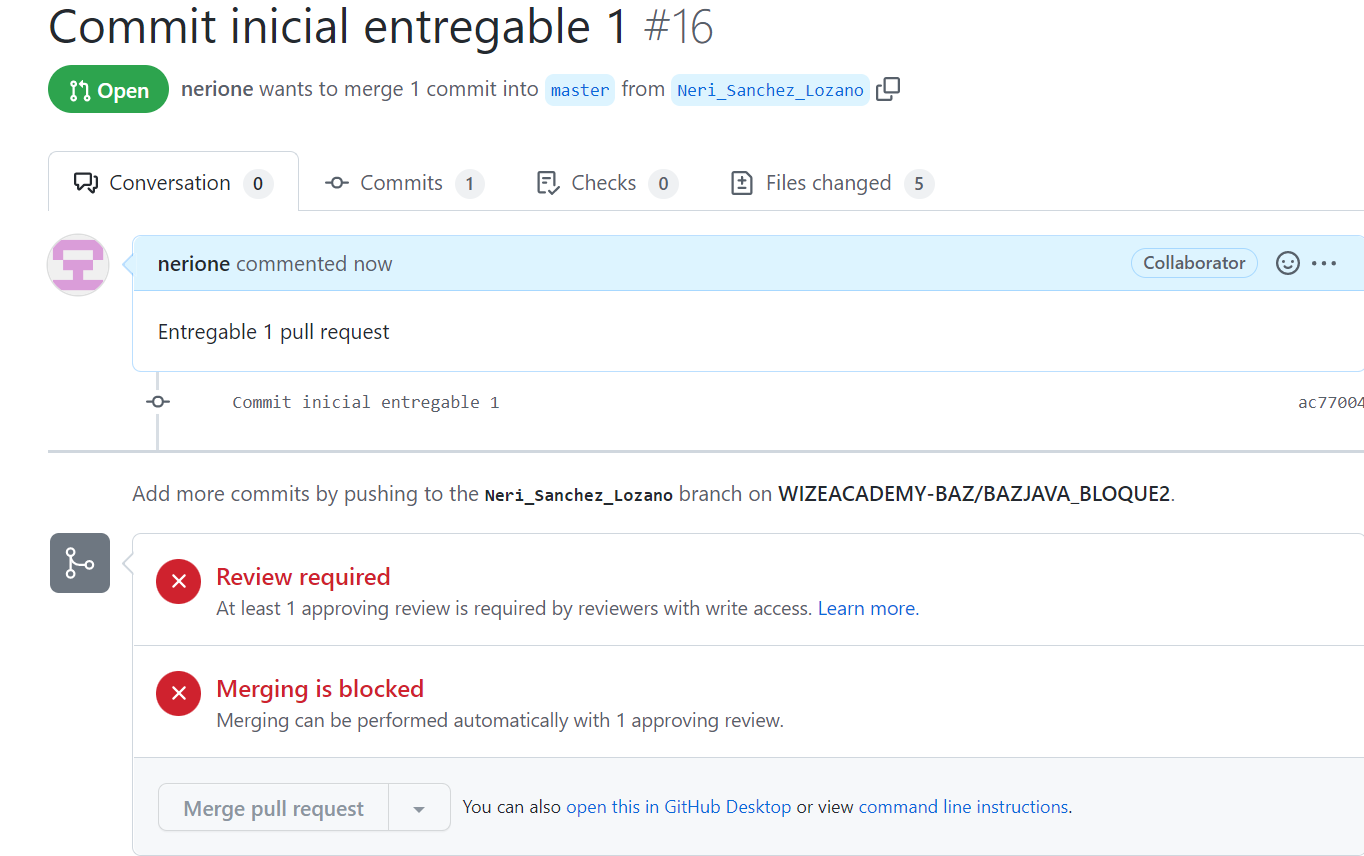 Commit inicial entregable 1 #16
Open nerione wants to merge 1 commit into master from Neri_Sanchez_Lozano
Conversation 0 Commits 1 Checks 0 Files changed 5
nerione commented now Collaborator
Entregable 1 pull request
Commit inicial entregable 1 ac77004
Add more commits by pushing to the Neri_Sanchez_Lozano branch on WIZEACADEMY-BAZ/BAZJAVA_BLOQUE2.
Review required
At least 1 approving review is required by reviewers with write access. Learn more.
Merging is blocked
Merging can be performed automatically with 1 approving review.
Merge pull request You can also open this in GitHub Desktop or view command line instructions.